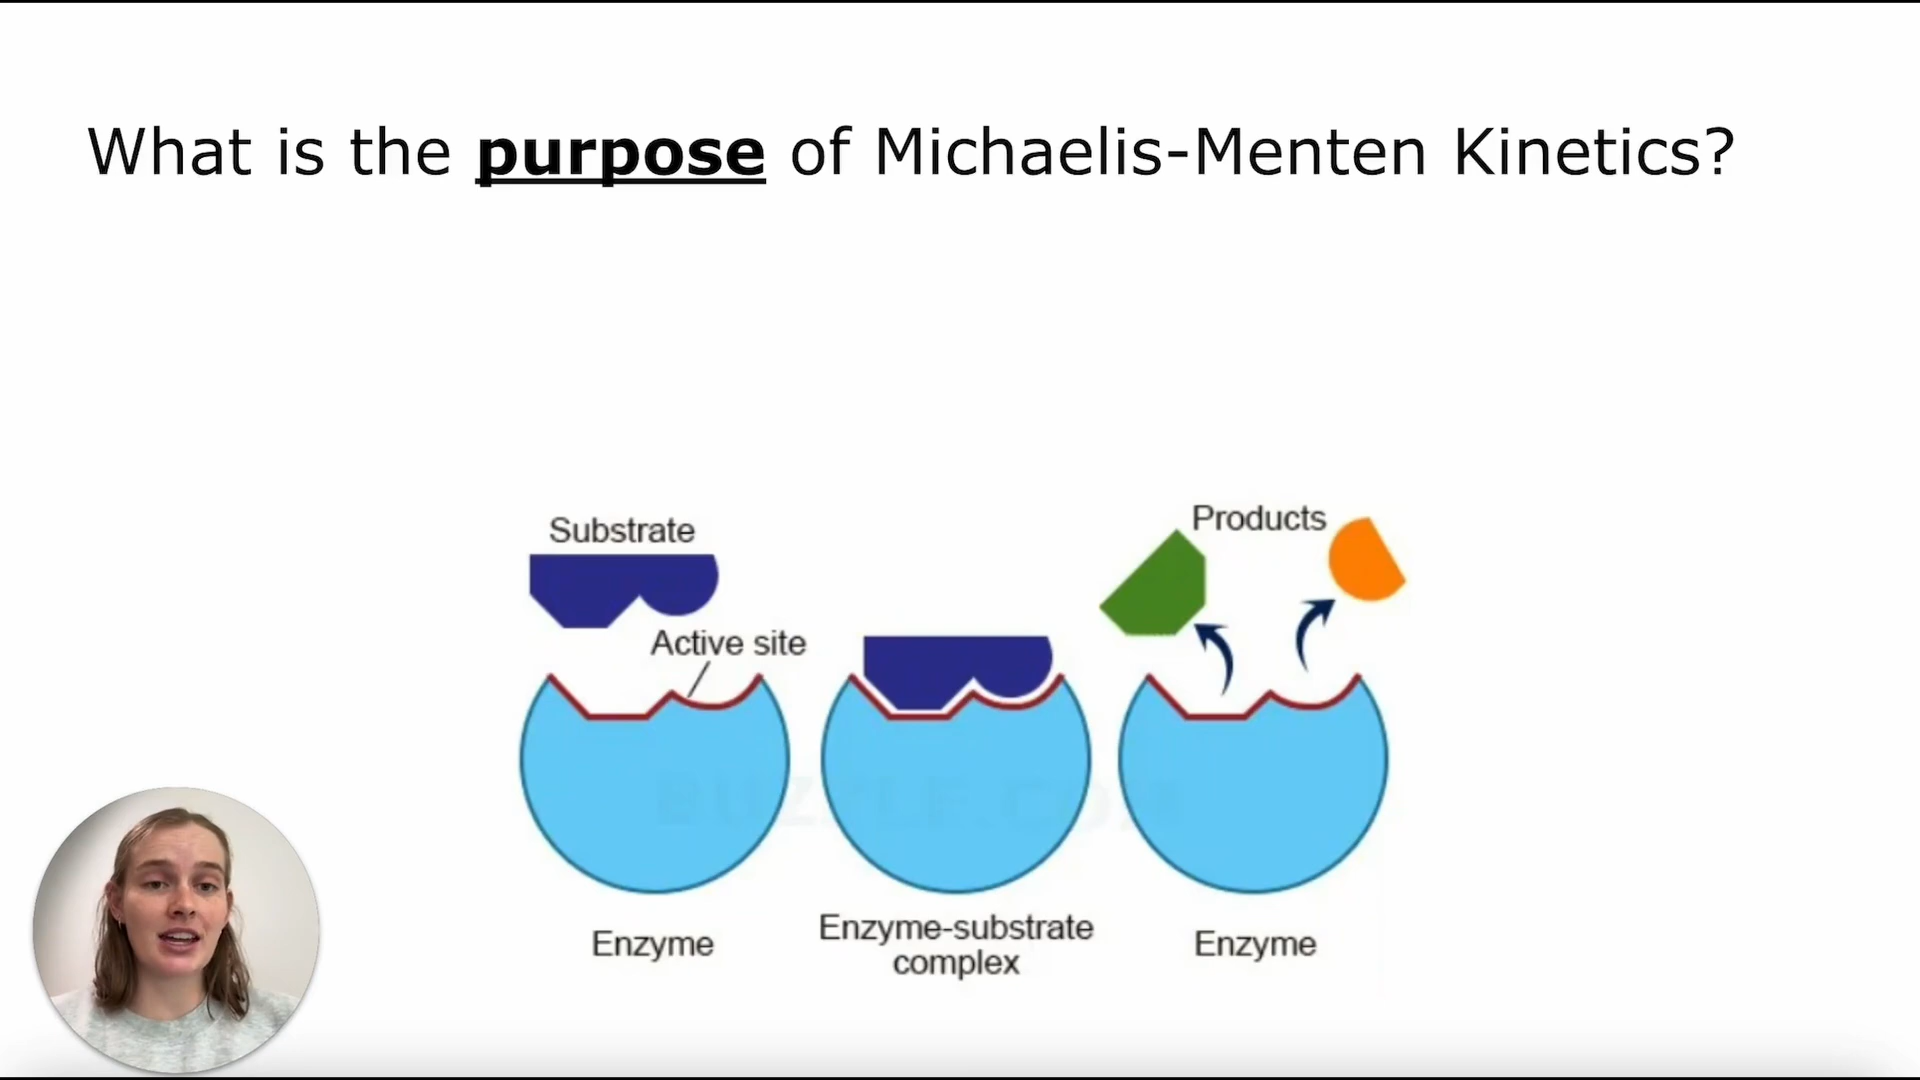 What is the purpose of Michaelis-Menten Kinetics?
Substrate
Active site
Products
Enzyme
Enzyme-substrate
complex
Enzyme